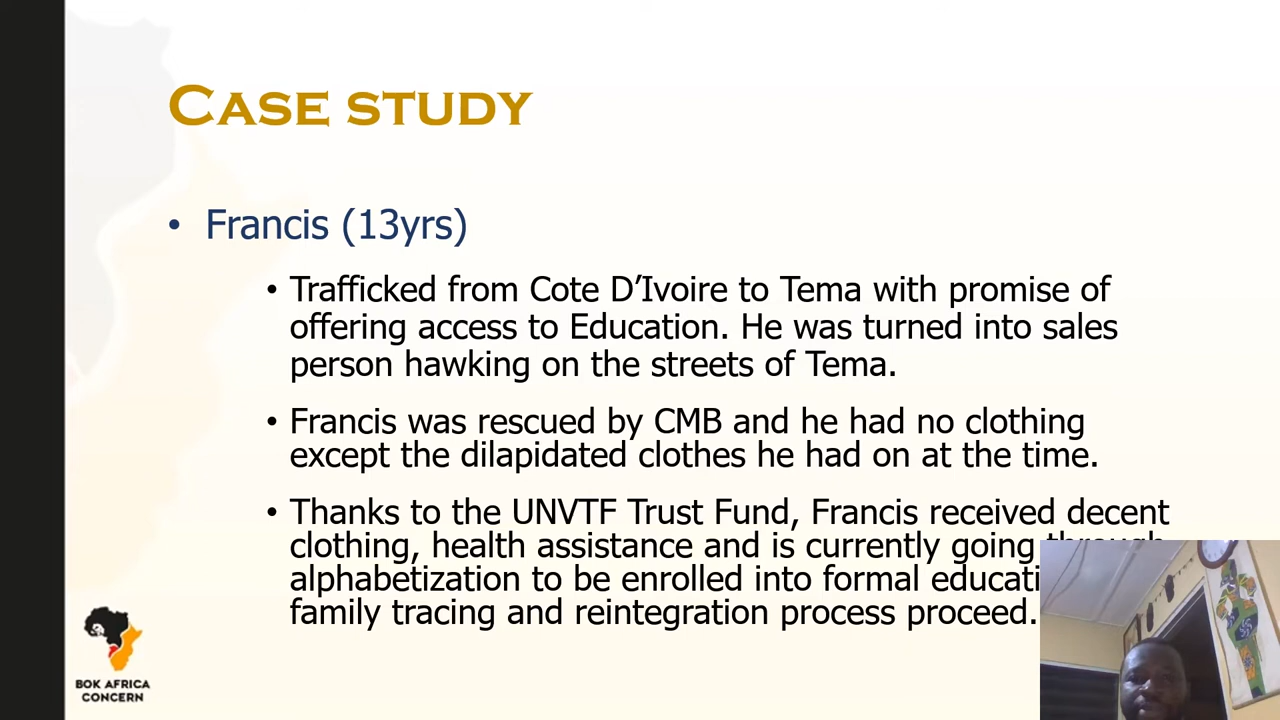 CASE STUDY
• Francis (13yrs)
• Trafficked from Cote D’Ivoire to Tema with promise of
offering access to Education. He was turned into sales
person hawking on the streets of Tema.
• Francis was rescued by CMB and he had no clothing
except the dilapidated clothes he had on at the time.
• Thanks to the UNVTF Trust Fund, Francis received decent
clothing, health assistance and is currently going through
alphabetization to be enrolled into formal educati
family tracing and reintegration process proceed.
BOK AFRICA
CONCERN